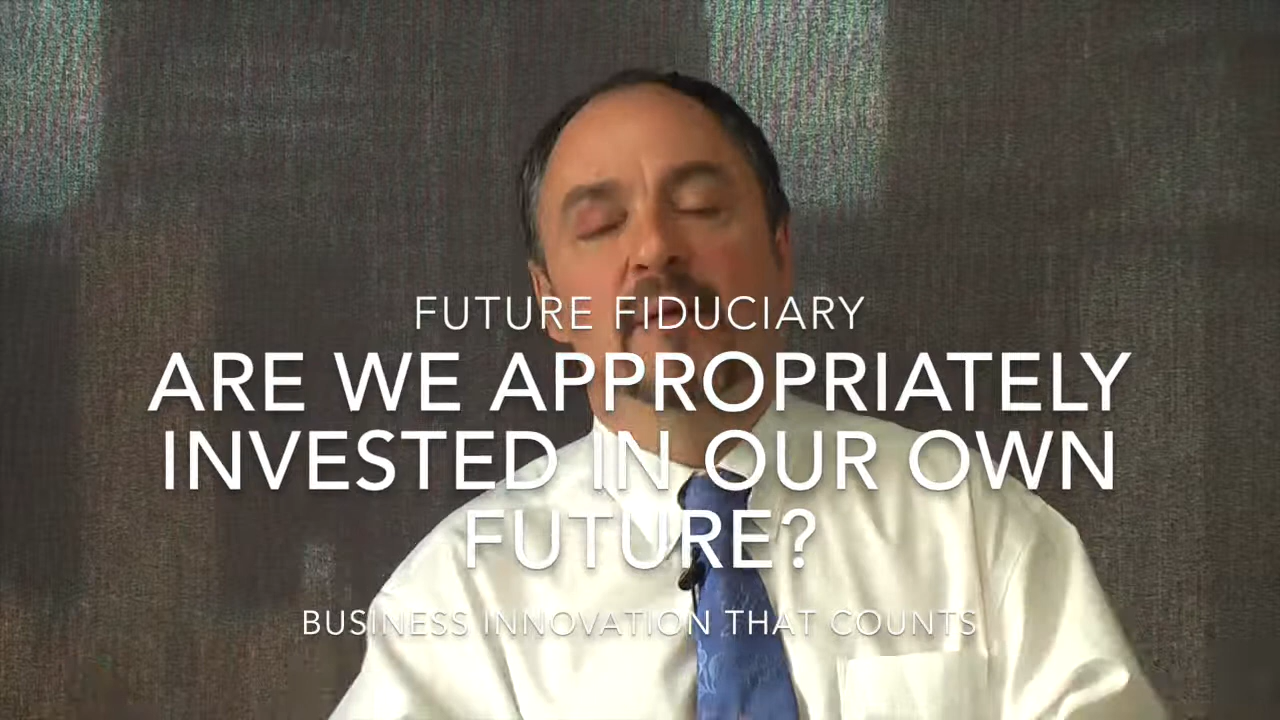 FUTURE FIDUCIARY
ARE WE APPROPRIATELY
INVESTED IN OUR OWN
FUTURE?
BUSINESS INNOVATION THAT COUNTS